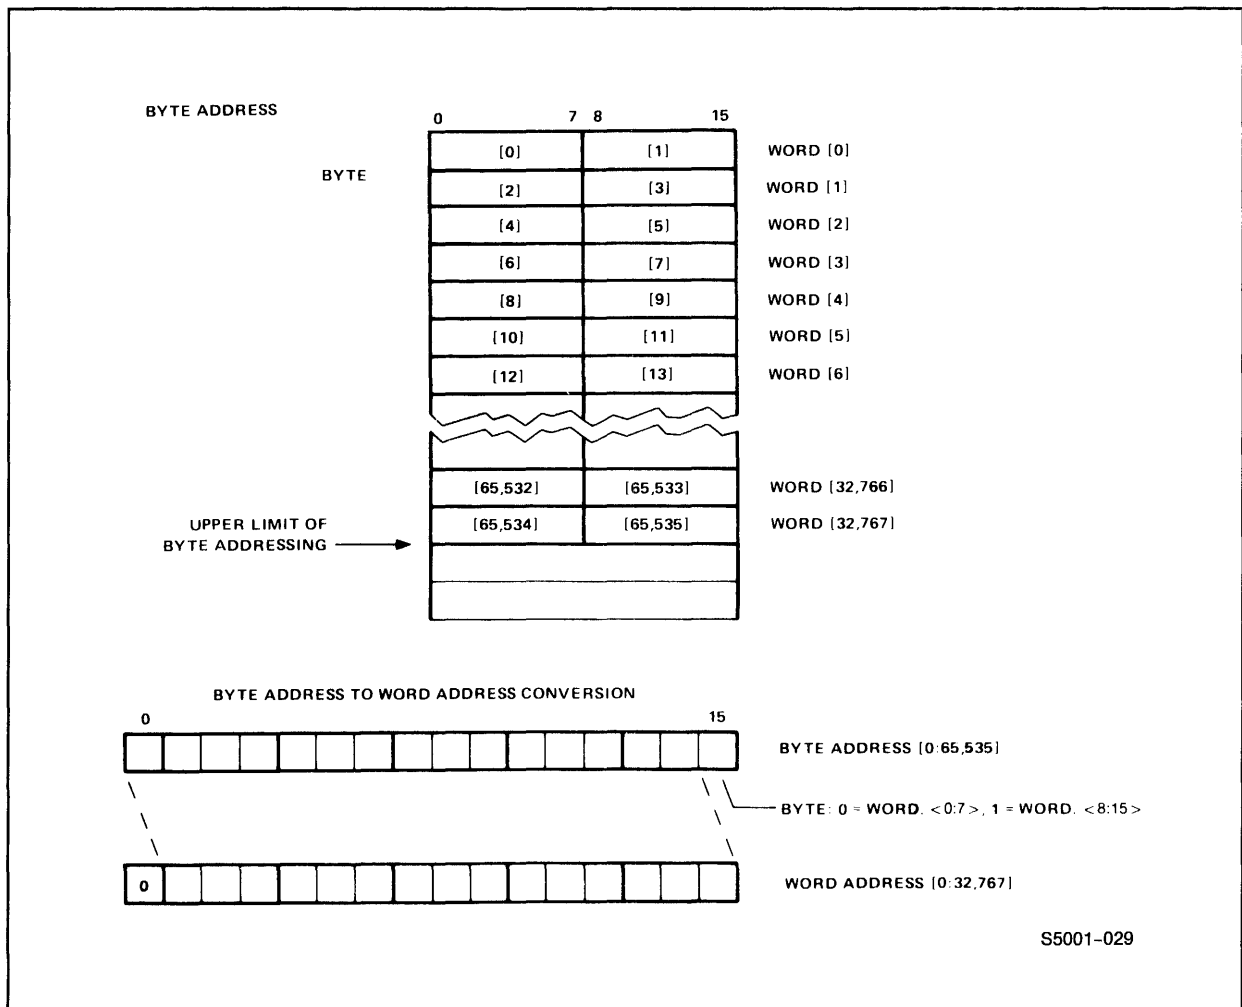 BYTE ADDRESS
0 7 8 15
[0] [1] WORD [0]
BYTE [2] [3] WORD [1]
[4] [5] WORD [2]
[6] [7] WORD [3]
[8] [9] WORD [4]
[10] [11] WORD [5]
[12] [13] WORD [6]
[65,532] [65,533] WORD [32,766]
UPPER LIMIT OF [65,534] [65,535] WORD [32,767]
BYTE ADDRESSING
BYTE ADDRESS TO WORD ADDRESS CONVERSION
0 15
BYTE ADDRESS [0:65,535]
BYTE: 0 = WORD. <0:7>, 1 = WORD. <8:15>
0 WORD ADDRESS [0:32,767]
S5001-029